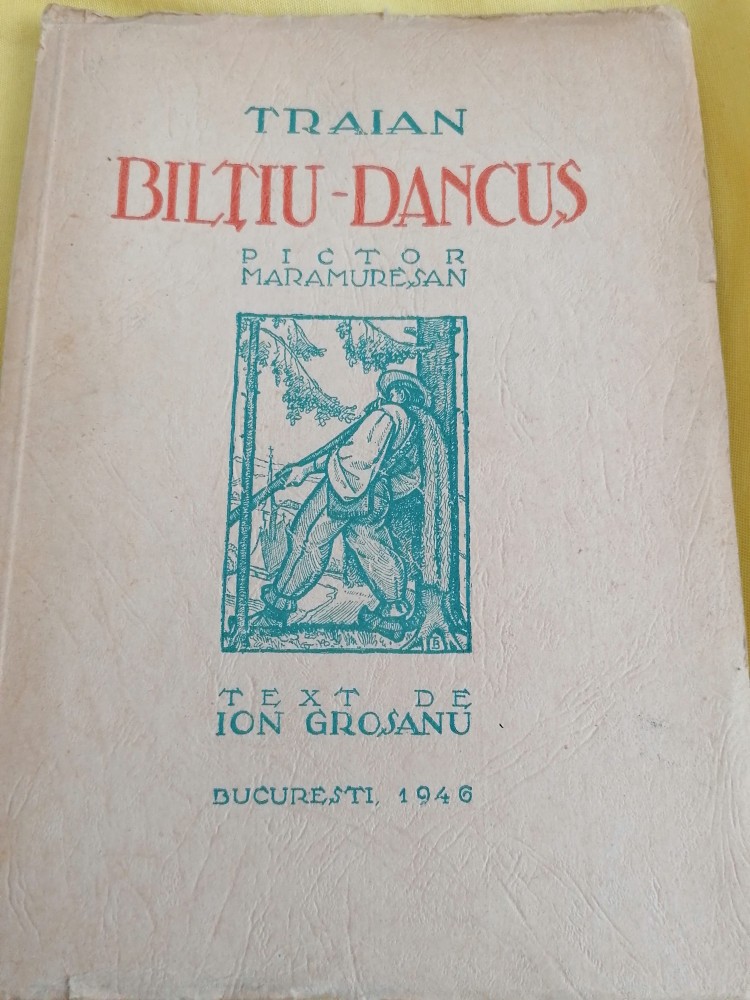 TRAIAN
BILȚIU-DANCUȘ
PICTOR
MARAMUREȘAN
TEXT DE
ION GROȘANU
BUCUREȘTI, 1946